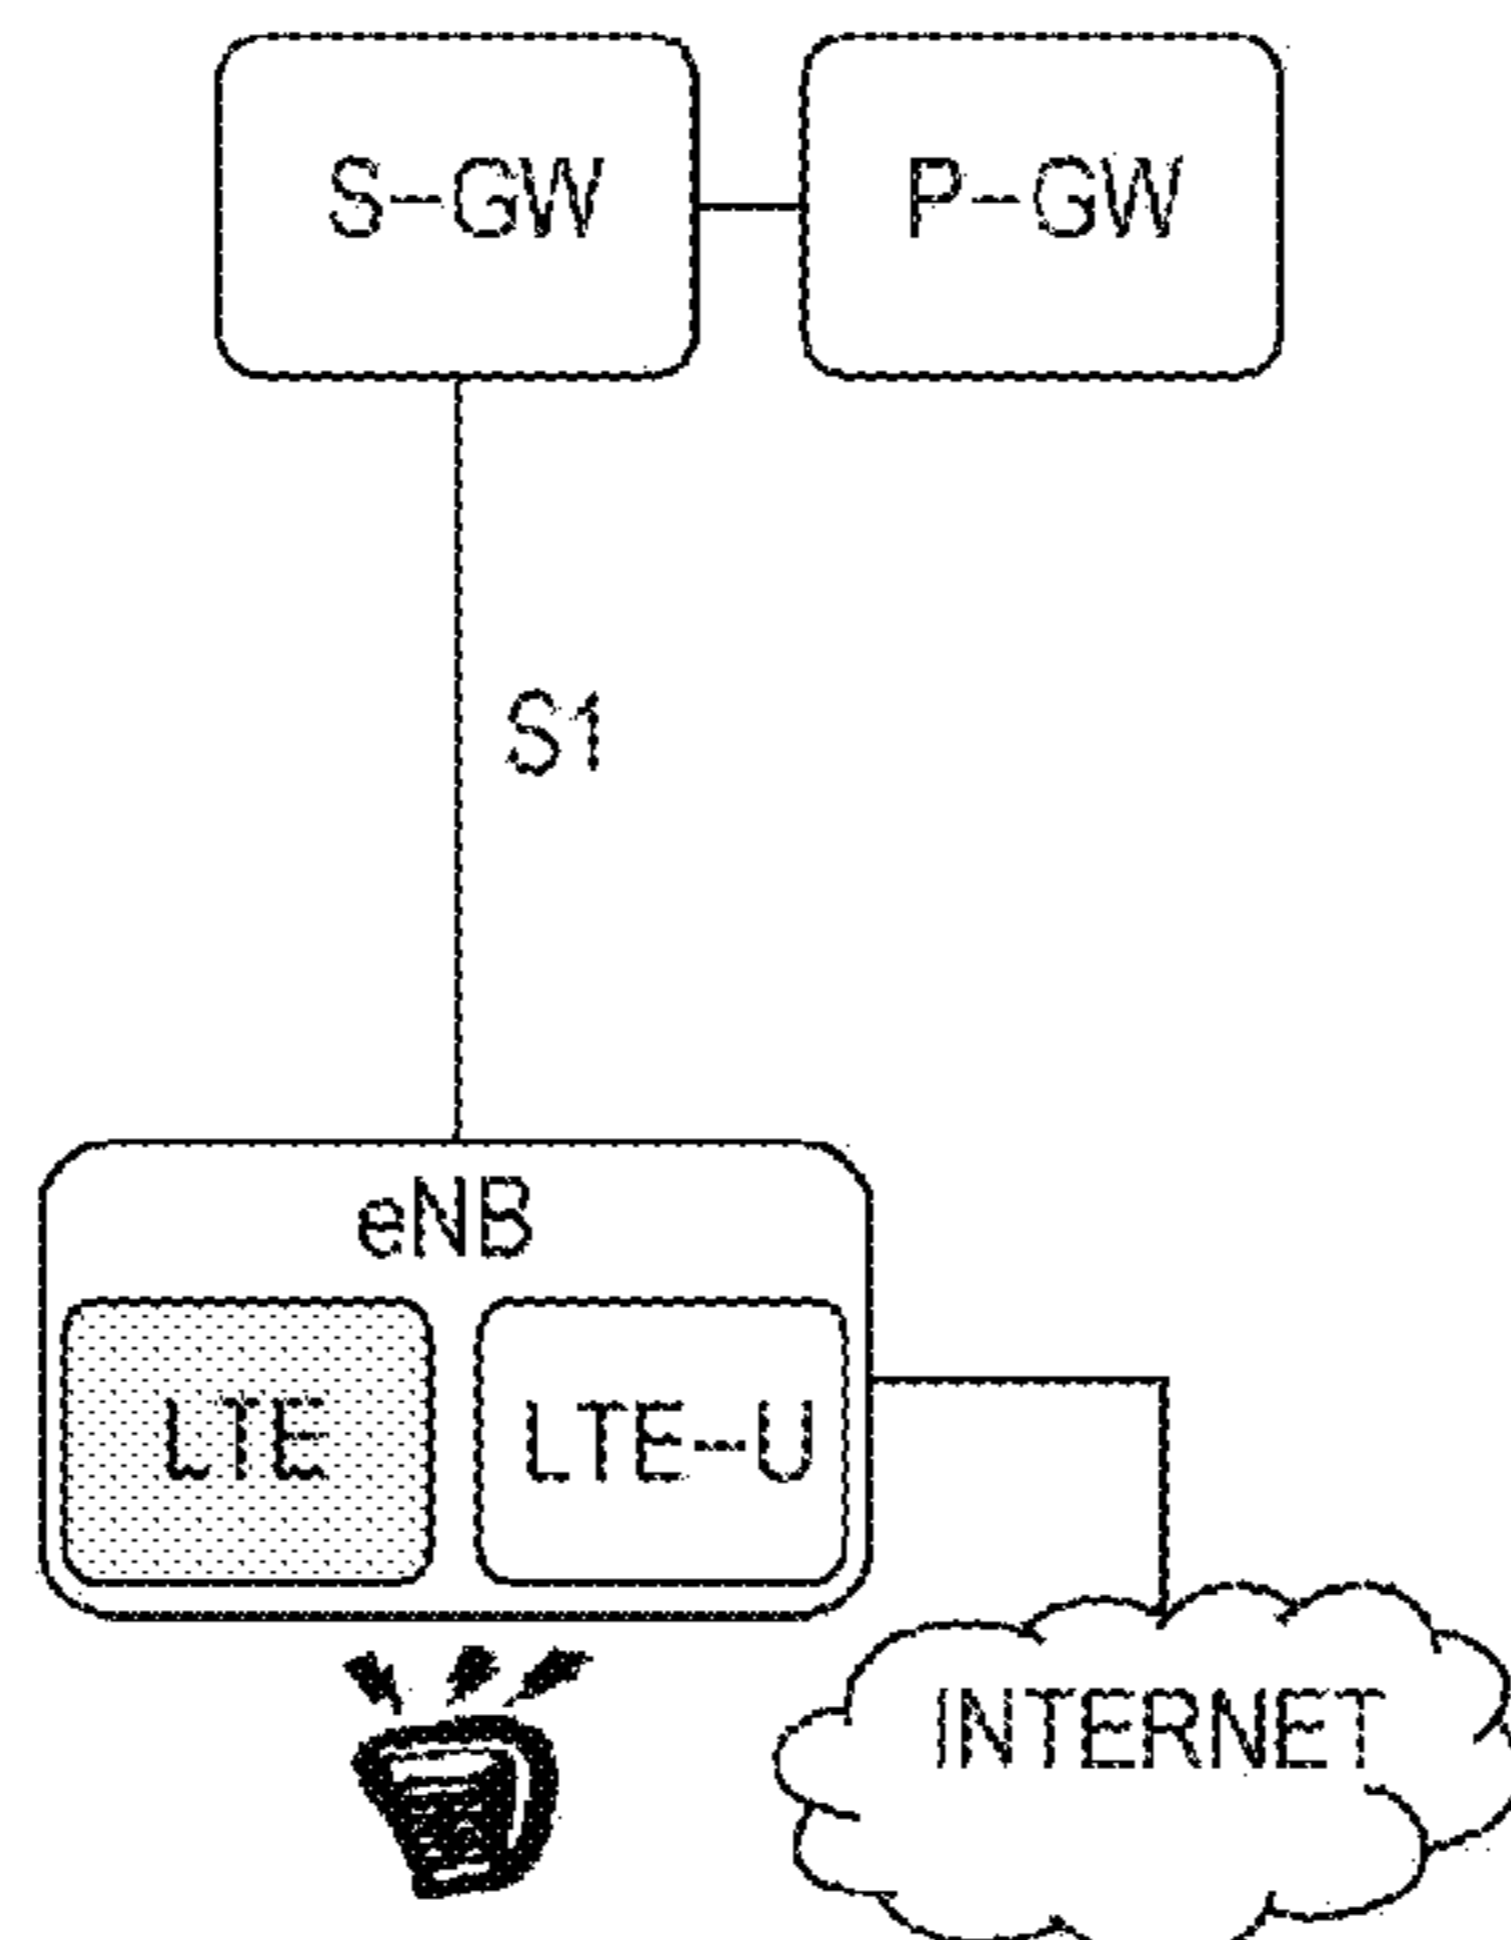 S-GW
P-GW
S1
eNB
LTE
LTE-U
INTERNET